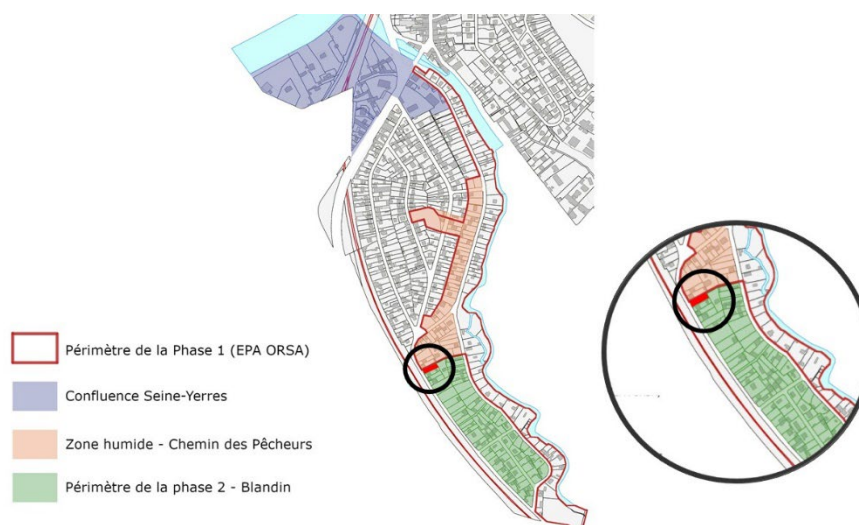 Périmètre de la Phase 1 (EPA ORSA)
Confluence Seine-Yerres
Zone humide - Chemin des Pêcheurs
Périmètre de la phase 2 - Blandin